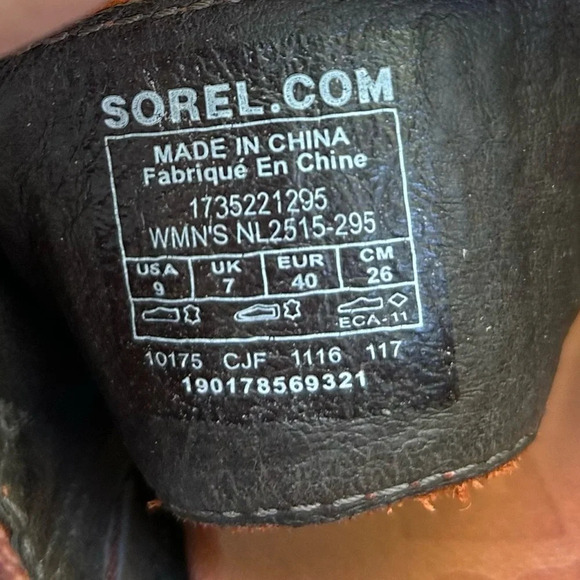 SOREL.COM
MADE IN CHINA
Fabriqué En Chine
1735221295
WMN'S NL2515-295
USA UK EUR CM
9 7 40 26
ECA-11
10175 CJF 1116 117
190178569321